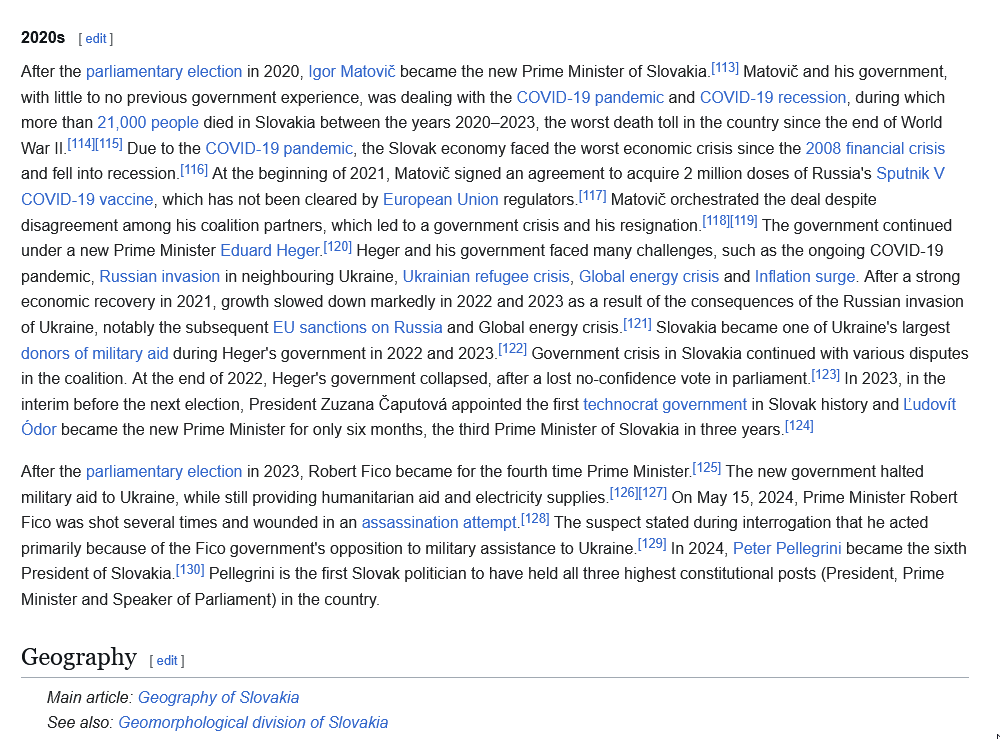 2020s [ edit ]
After the parliamentary election in 2020, Igor Matovič became the new Prime Minister of Slovakia.[113] Matovič and his government,
with little to no previous government experience, was dealing with the COVID-19 pandemic and COVID-19 recession, during which
more than 21,000 people died in Slovakia between the years 2020–2023, the worst death toll in the country since the end of World
War II.[114][115] Due to the COVID-19 pandemic, the Slovak economy faced the worst economic crisis since the 2008 financial crisis
and fell into recession.[116] At the beginning of 2021, Matovič signed an agreement to acquire 2 million doses of Russia's Sputnik V
COVID-19 vaccine, which has not been cleared by European Union regulators.[117] Matovič orchestrated the deal despite
disagreement among his coalition partners, which led to a government crisis and his resignation.[118][119] The government continued
under a new Prime Minister Eduard Heger.[120] Heger and his government faced many challenges, such as the ongoing COVID-19
pandemic, Russian invasion in neighbouring Ukraine, Ukrainian refugee crisis, Global energy crisis and Inflation surge. After a strong
economic recovery in 2021, growth slowed down markedly in 2022 and 2023 as a result of the consequences of the Russian invasion
of Ukraine, notably the subsequent EU sanctions on Russia and Global energy crisis.[121] Slovakia became one of Ukraine's largest
donors of military aid during Heger's government in 2022 and 2023.[122] Government crisis in Slovakia continued with various disputes
in the coalition. At the end of 2022, Heger's government collapsed, after a lost no-confidence vote in parliament.[123] In 2023, in the
interim before the next election, President Zuzana Čaputová appointed the first technocrat government in Slovak history and Ľudovít
Ódor became the new Prime Minister for only six months, the third Prime Minister of Slovakia in three years.[124]
After the parliamentary election in 2023, Robert Fico became for the fourth time Prime Minister.[125] The new government halted
military aid to Ukraine, while still providing humanitarian aid and electricity supplies.[126][127] On May 15, 2024, Prime Minister Robert
Fico was shot several times and wounded in an assassination attempt.[128] The suspect stated during interrogation that he acted
primarily because of the Fico government's opposition to military assistance to Ukraine.[129] In 2024, Peter Pellegrini became the sixth
President of Slovakia.[130] Pellegrini is the first Slovak politician to have held all three highest constitutional posts (President, Prime
Minister and Speaker of Parliament) in the country.
Geography [ edit ]
Main article: Geography of Slovakia
See also: Geomorphological division of Slovakia